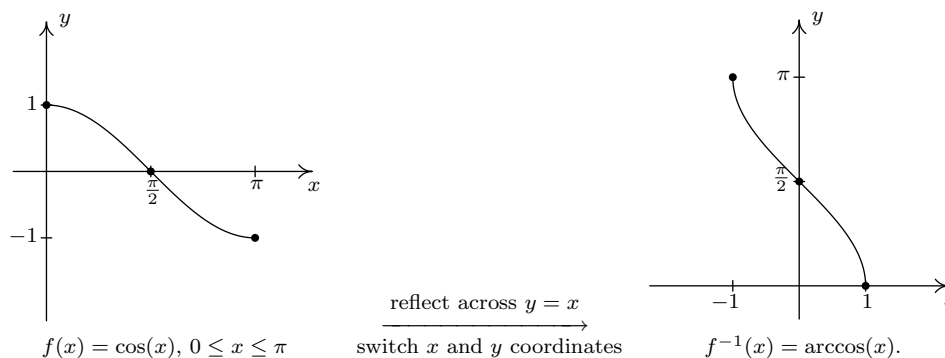 y
1
π/2
π
x
−1
f(x) = cos(x), 0 ≤ x ≤ π
reflect across y = x
switch x and y coordinates
y
π
π/2
−1
1
f⁻¹(x) = arccos(x).